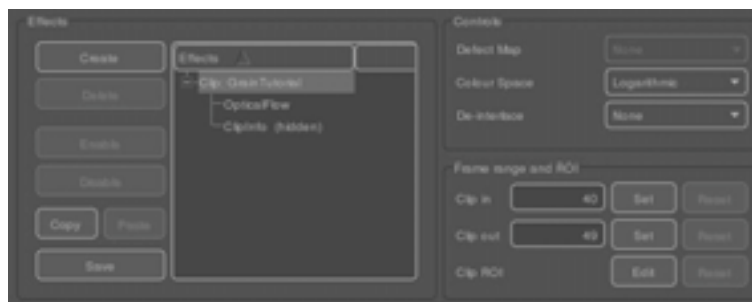 Effects
Create
Delete
Enable
Disable
Copy
Paste
Save
Effects
Clip: GrainTutorial
OpticalFlow
ClipInfo (hidden)
Controls
Defect Map
None
Colour Space
Logarithmic
De-interlace
None
Frame range and ROI
Clip in
40
Set
Reset
Clip out
49
Set
Reset
Clip ROI
Edit
Reset